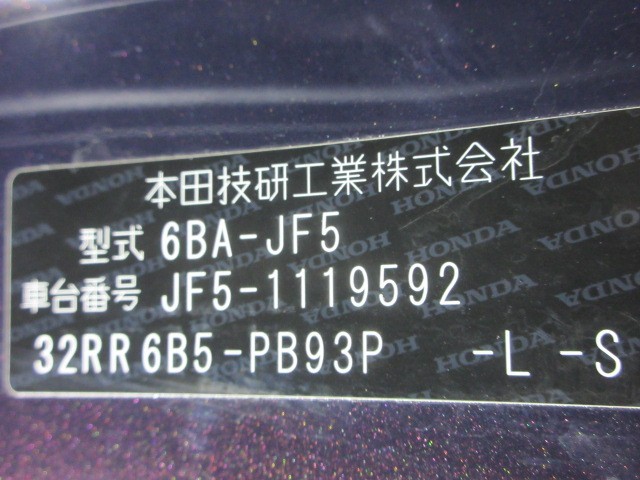 本田技研工業株式会社
型式 6BA-JF5
車台番号 JF5-1119592
32RR6B5-PB93P -L -S